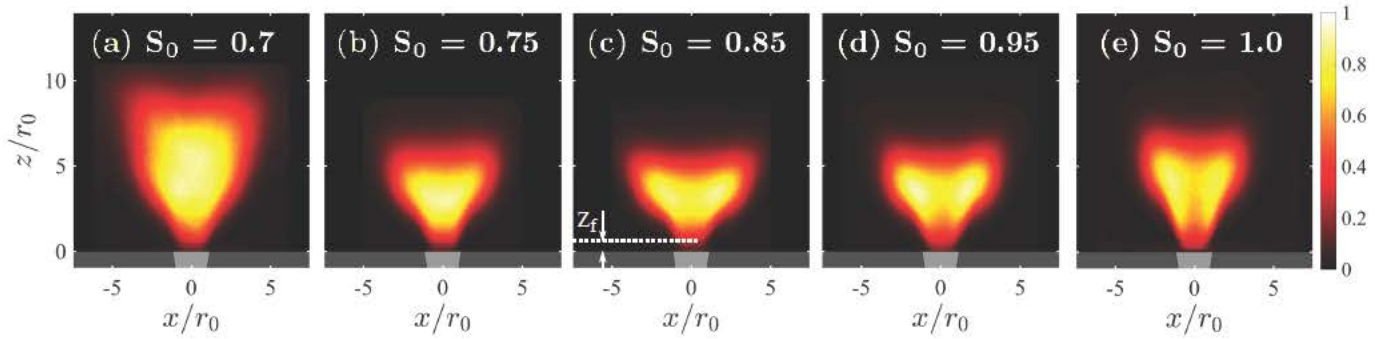 (a) S₀ = 0.7
(b) S₀ = 0.75
(c) S₀ = 0.85
(d) S₀ = 0.95
(e) S₀ = 1.0
z/r₀
10
5
0
Z_f
-5 0 5
-5 0 5
-5 0 5
-5 0 5
-5 0 5
x/r₀
x/r₀
x/r₀
x/r₀
x/r₀
1
0.8
0.6
0.4
0.2
0